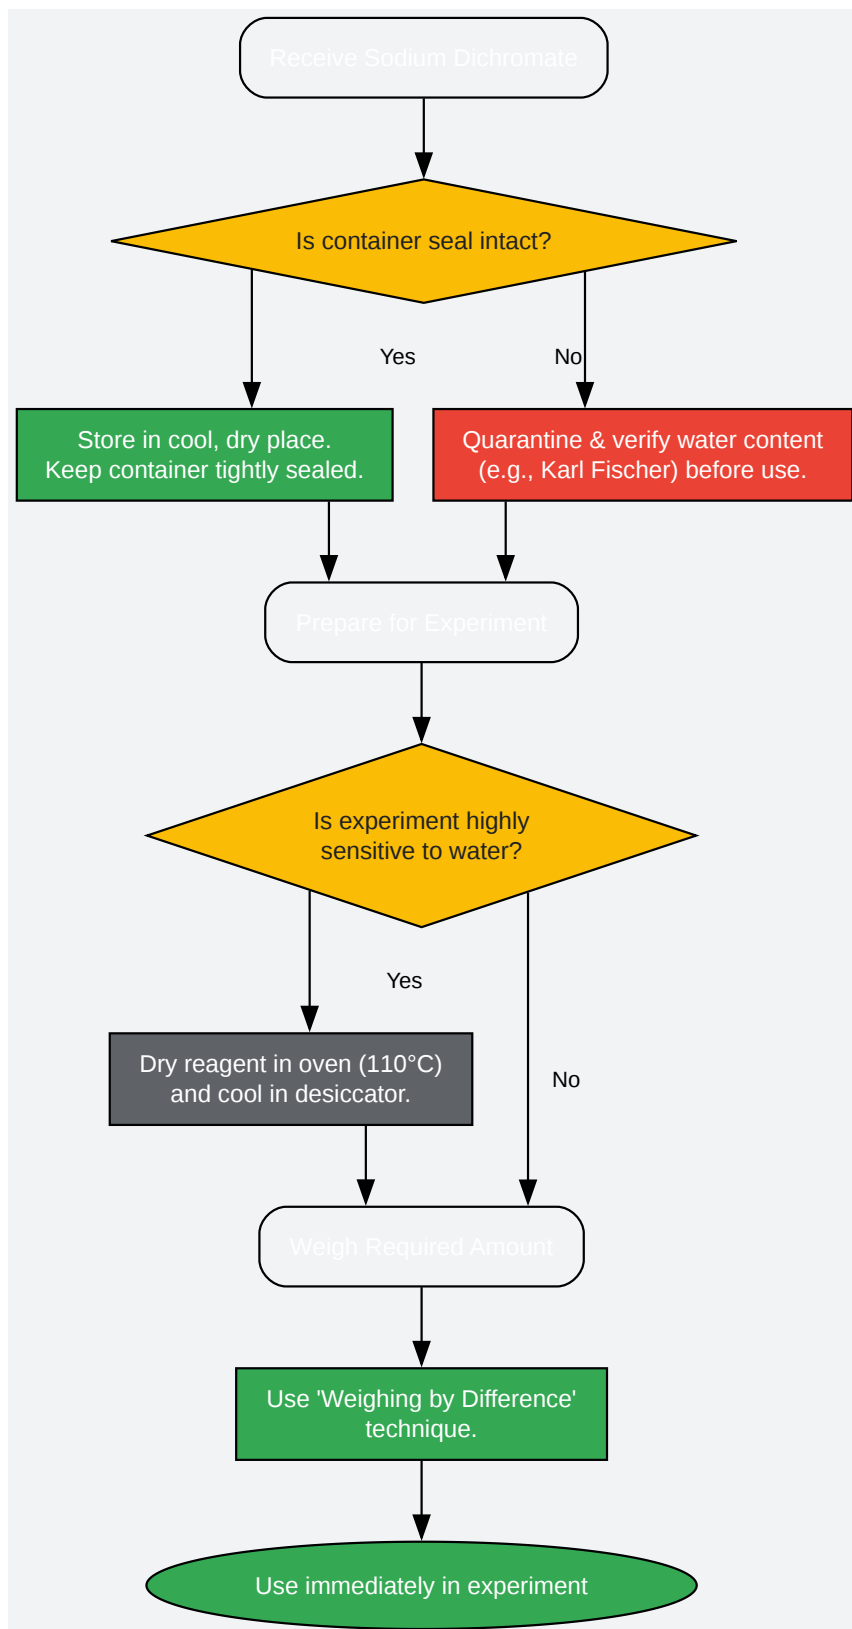 Receive Sodium Dichromate
Is container seal intact?
Yes
No
Store in cool, dry place.
Keep container tightly sealed.
Quarantine & verify water content
(e.g., Karl Fischer) before use.
Prepare for Experiment
Is experiment highly
sensitive to water?
Yes
Dry reagent in oven (110°C)
and cool in desiccator.
No
Weigh Required Amount
Use 'Weighing by Difference'
technique.
Use immediately in experiment